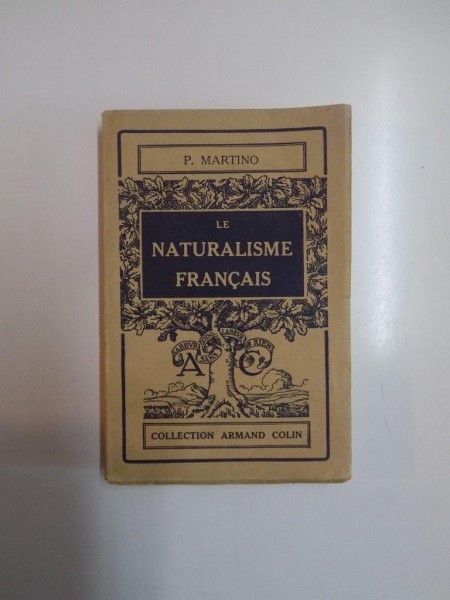 P. MARTINO
LE
NATURALISME
FRANÇAIS
A C
COLLECTION ARMAND COLIN